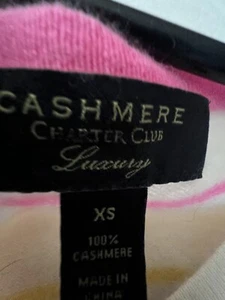 CASHMERE
CHARTER CLUB
Luxury
XS
100%
CASHMERE
MADE IN
CHINA